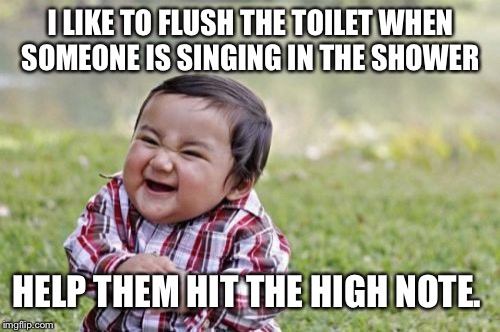 I LIKE TO FLUSH THE TOILET WHEN
SOMEONE IS SINGING IN THE SHOWER
HELP THEM HIT THE HIGH NOTE.
imgflip.com